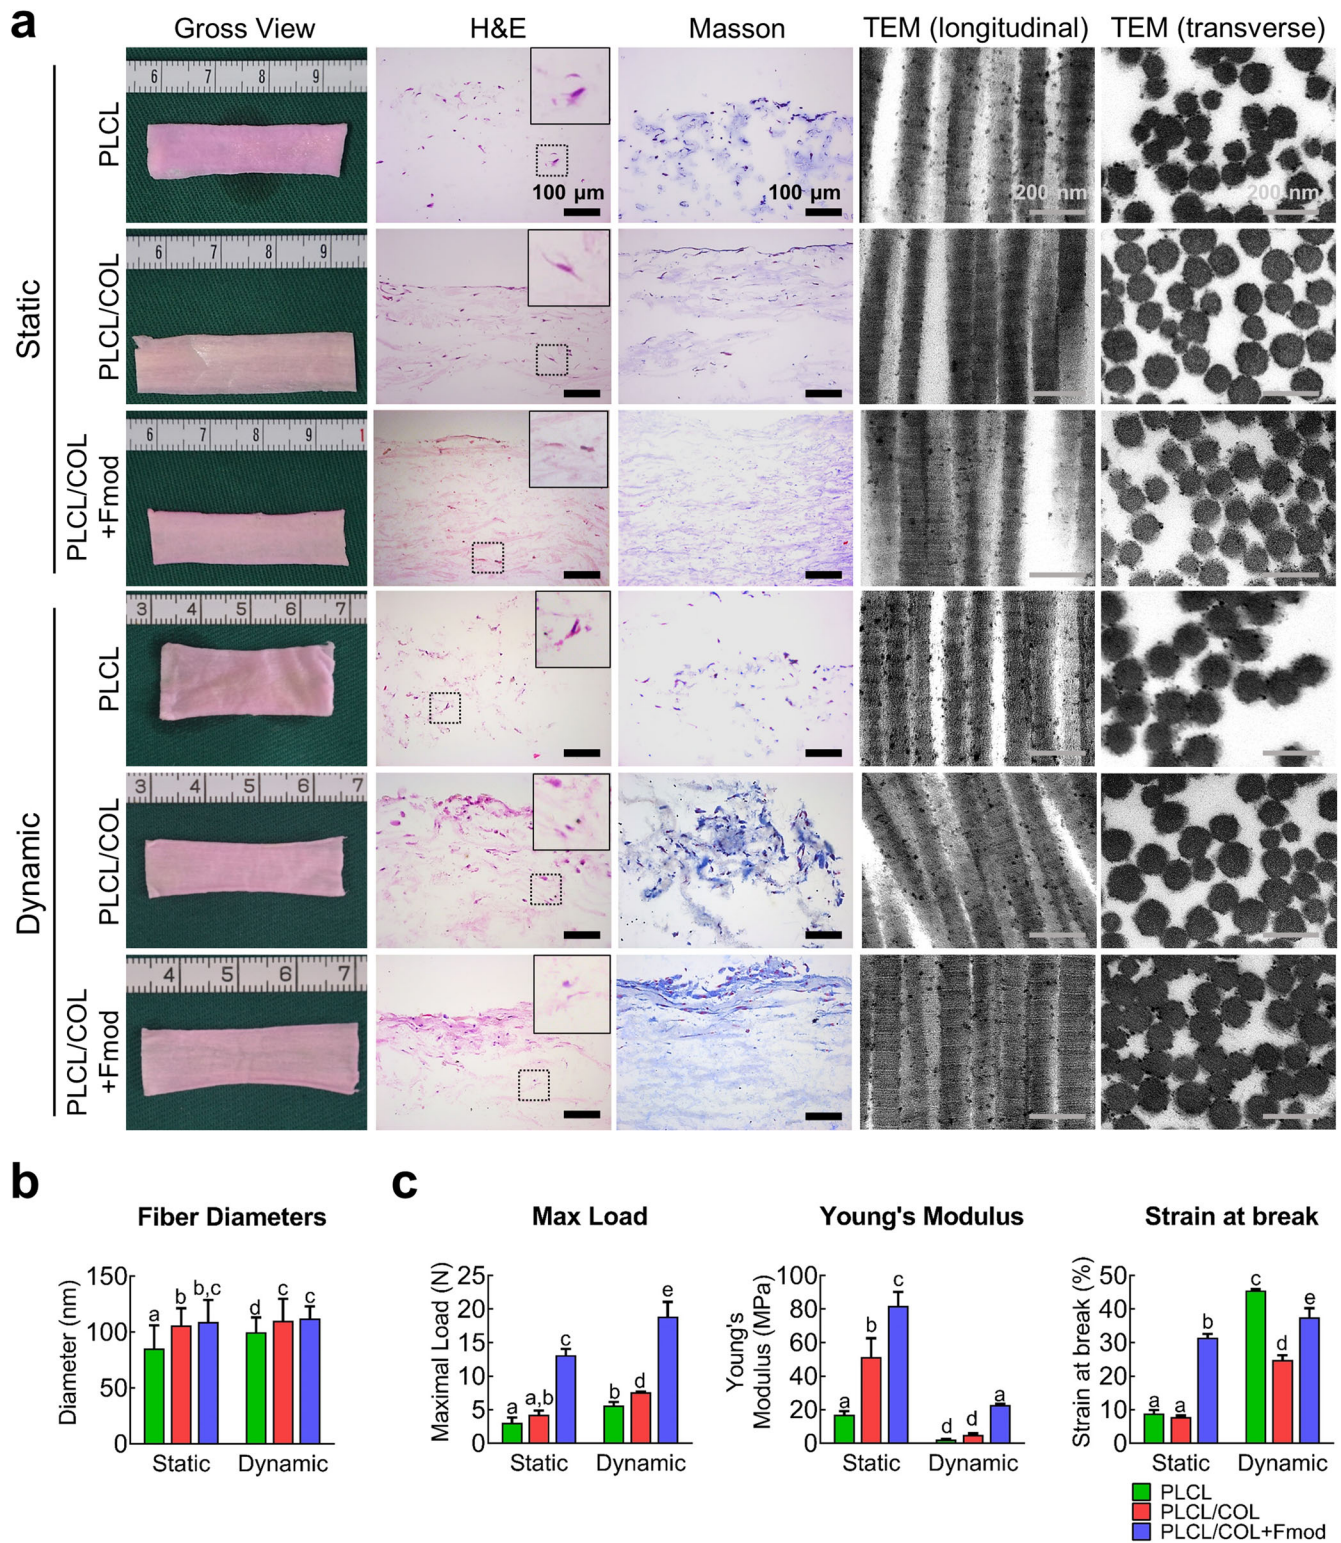 a
Gross View H&E Masson TEM (longitudinal) TEM (transverse)
Static
PLCL
6 7 8 9
100 µm
100 µm
200 nm
200 nm
PLCL/COL
6 7 8 9
PLCL/COL
+Fmod
6 7 8 9 1
Dynamic
PLCL
3 4 5 6 7
PLCL/COL
3 4 5 6 7
PLCL/COL
+Fmod
4 5 6 7
b
Fiber Diameters
Diameter (nm)
150
100
50
0
a b b,c d c c
Static Dynamic
c
Max Load
Maximal Load (N)
25
20
15
10
5
0
a a,b c b d e
Static Dynamic
Young's Modulus
Young's
Modulus (MPa)
100
80
60
40
20
0
a b c d d a
Static Dynamic
Strain at break
Strain at break (%)
50
40
30
20
10
0
a a b c d e
Static Dynamic
PLCL
PLCL/COL
PLCL/COL+Fmod